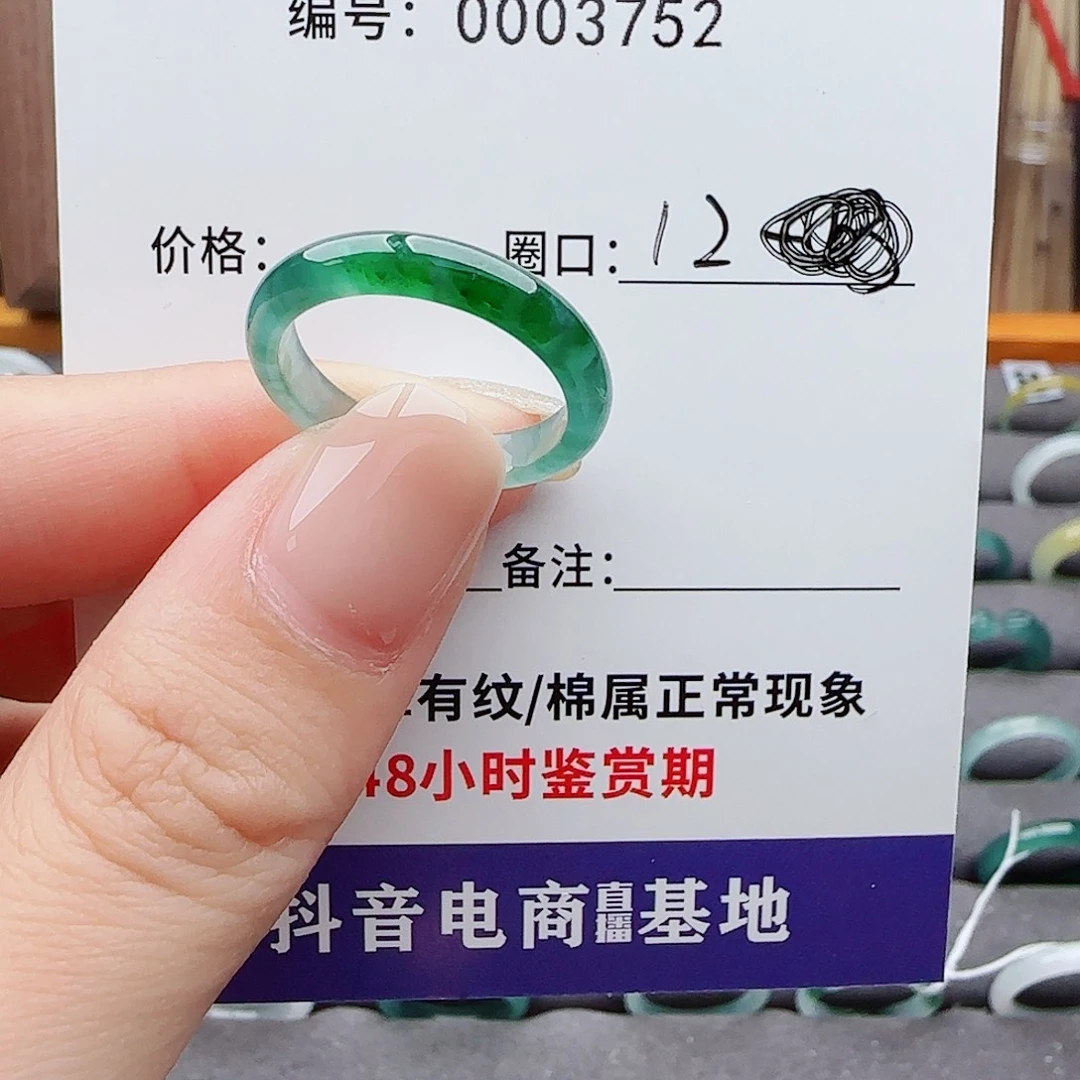 编号：0003752
价格：
圈口：12
备注：
有纹/棉属正常现象
48小时鉴赏期
抖音电商直播基地